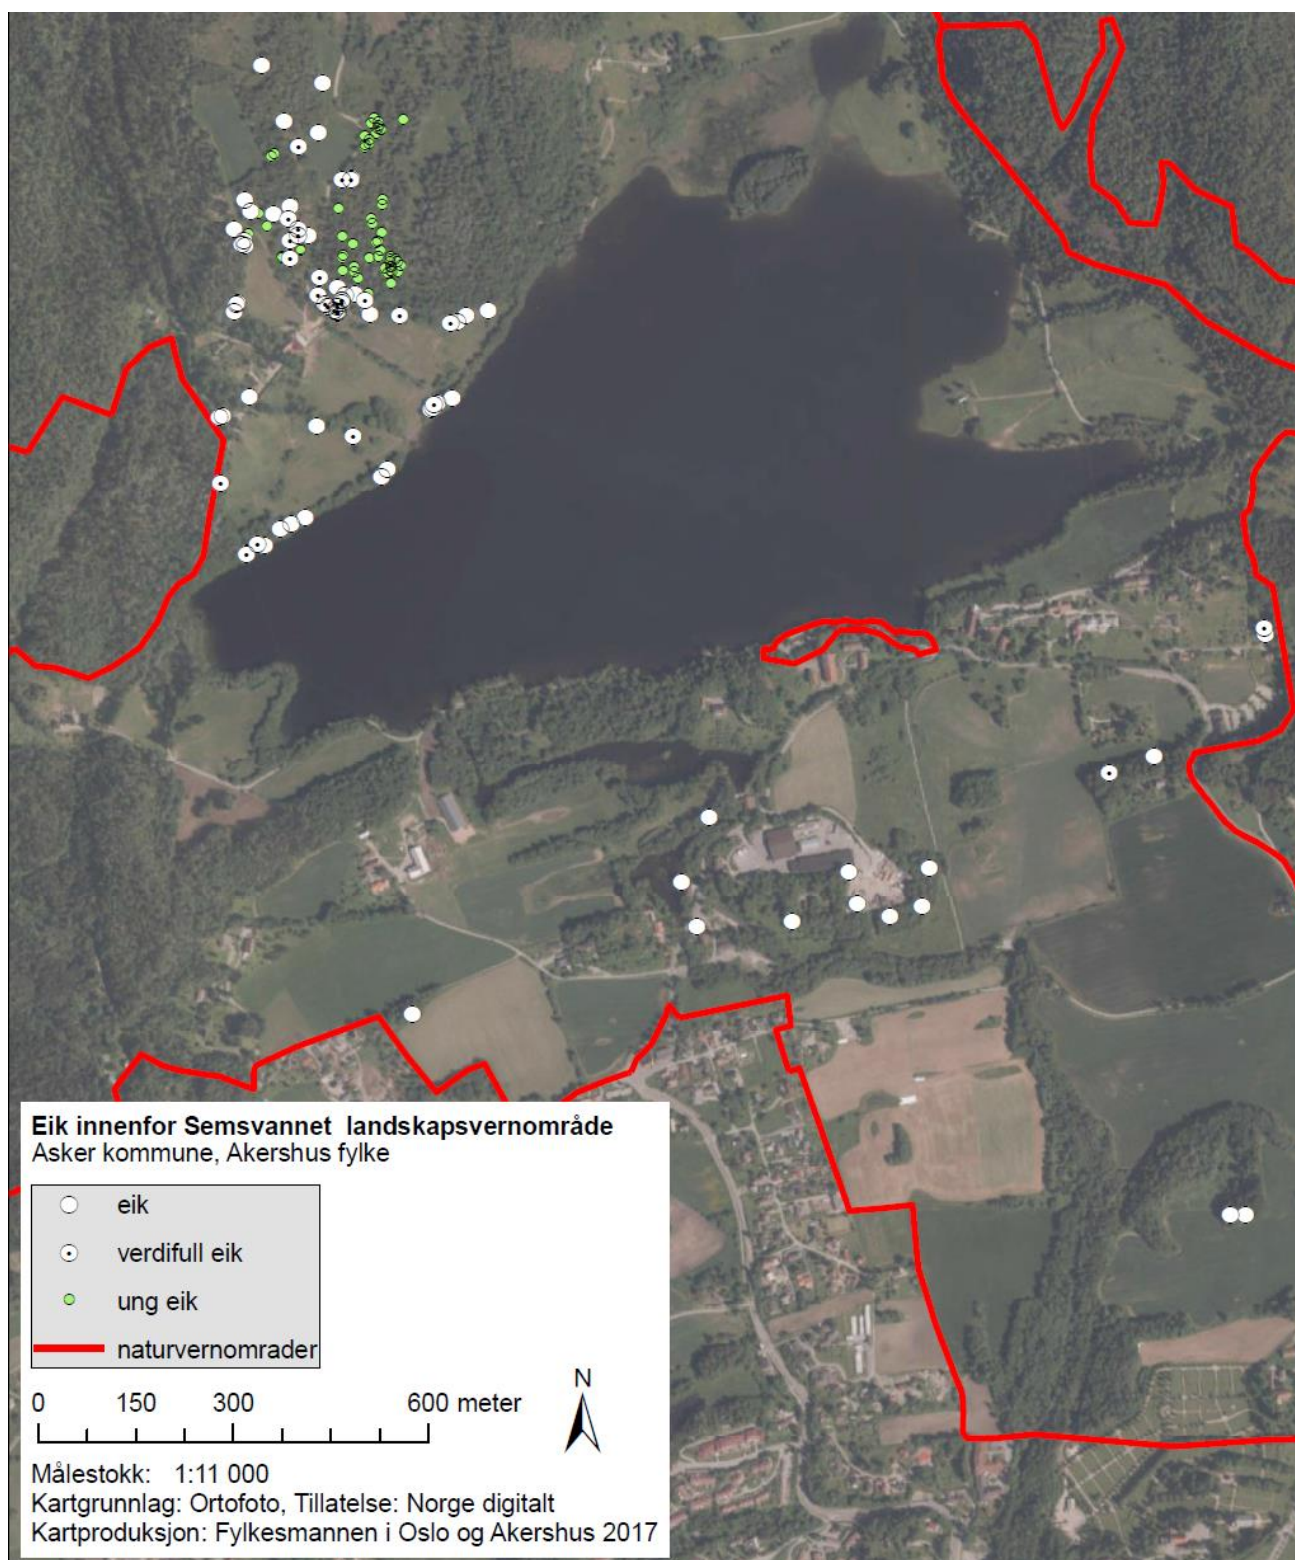 Eik innenfor Semsvannet landskapsvernområde
Asker kommune, Akershus fylke
eik
verdifull eik
ung eik
naturvernomrader
N
0 150 300 600 meter
Målestokk: 1:11 000
Kartgrunnlag: Ortofoto, Tillatelse: Norge digitalt
Kartproduksjon: Fylkesmannen i Oslo og Akershus 2017